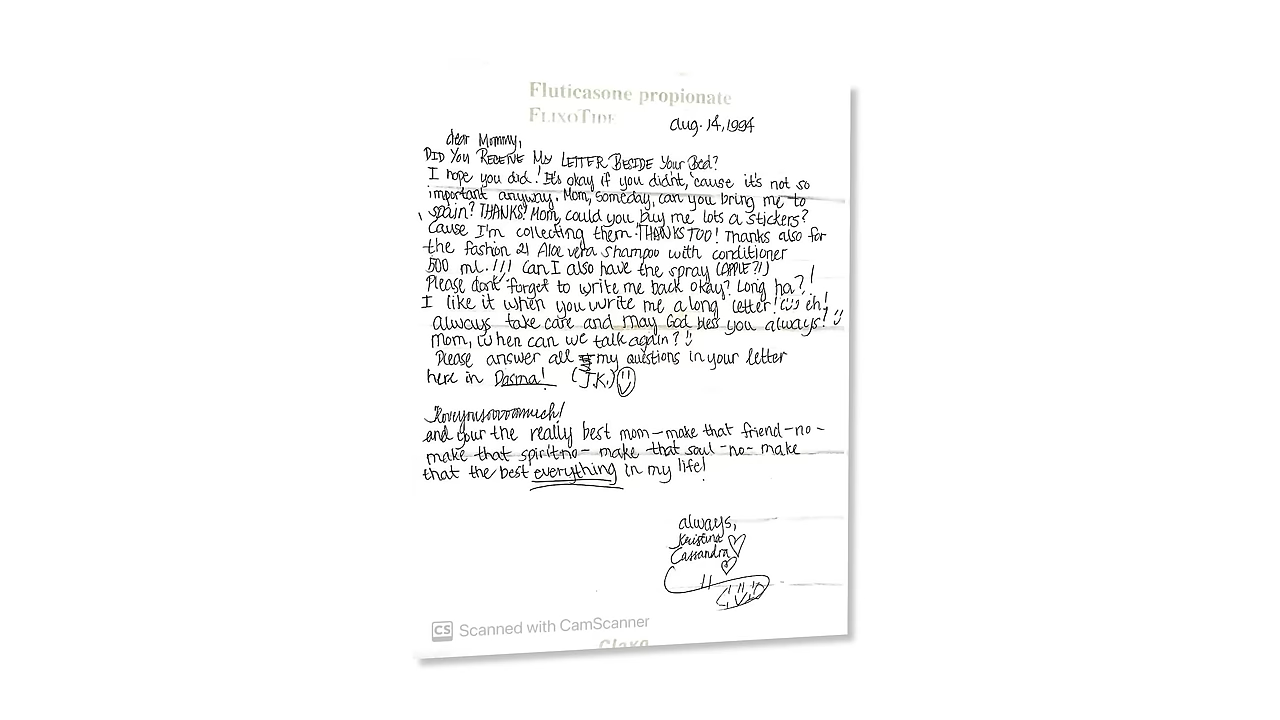 Fluticasone propionate
FLIXOTIDE
Aug. 14, 1994
dear Mommy,
DID YOU RECEIVE MY LETTER BESIDE Your Bed?
I hope you did! It's okay if you didnt, 'cause it's not so
important anyway. Mom, someday, can you bring me to
spain? THANKS! Mom, could you buy me lots a stickers?
'cause I'm collecting them. THANKS TOO! Thanks also for
the fashion 21 Aloe vera shampoo with conditioner
500 ml.!!! Can I also have the spray (APPLE?!)
Please dont forget to write me back okay? Long ha?!
I like it when you write me a long letter! eh!
Always take care and may God bless you always!
Mom, when can we talk again?
Please answer all my questions in your letter
here in Dasma! (J.K.)
Iloveyousooooomuch!
and your the really best mom-make that friend-no-
make that spirit no- make that soul -no- make
that the best everything in my life!
always,
Kristina
Cassandra
CS Scanned with CamScanner
Glaxo